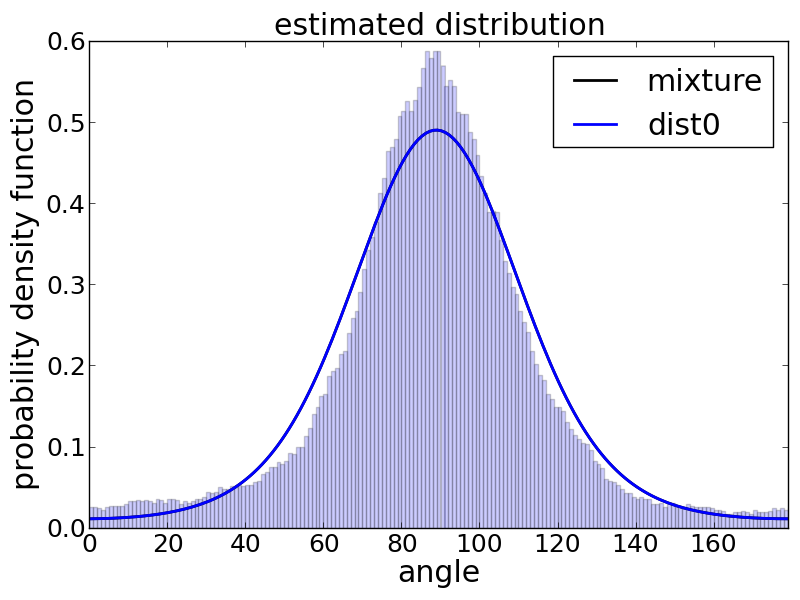 estimated distribution
probability density function
0.6
0.5
0.4
0.3
0.2
0.1
0.0
mixture
dist0
0 20 40 60 80 100 120 140 160
angle